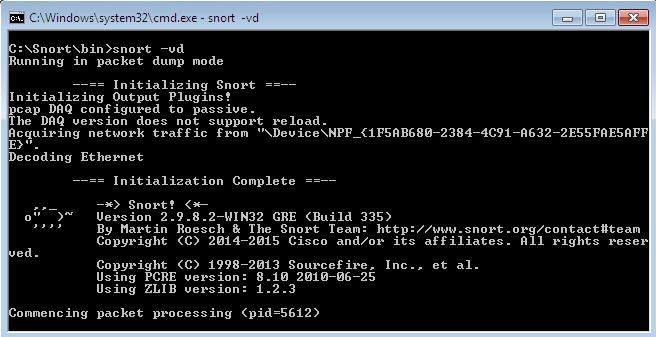 C:\Windows\system32\cmd.exe - snort -vd
C:\Snort\bin>snort -vd
Running in packet dump mode
--== Initializing Snort ==--
Initializing Output Plugins!
pcap DAQ configured to passive.
The DAQ version does not support reload.
Acquiring network traffic from "\Device\NPF_{1F5AB680-2384-4C91-A632-2E55FAE5AFF
E}".
Decoding Ethernet
--== Initialization Complete ==--
,,_ -*> Snort! <*-
o" )~ Version 2.9.8.2-WIN32 GRE (Build 335)
'''' By Martin Roesch & The Snort Team: http://www.snort.org/contact#team
Copyright (C) 2014-2015 Cisco and/or its affiliates. All rights reser
ved.
Copyright (C) 1998-2013 Sourcefire, Inc., et al.
Using PCRE version: 8.10 2010-06-25
Using ZLIB version: 1.2.3
Commencing packet processing (pid=5612)